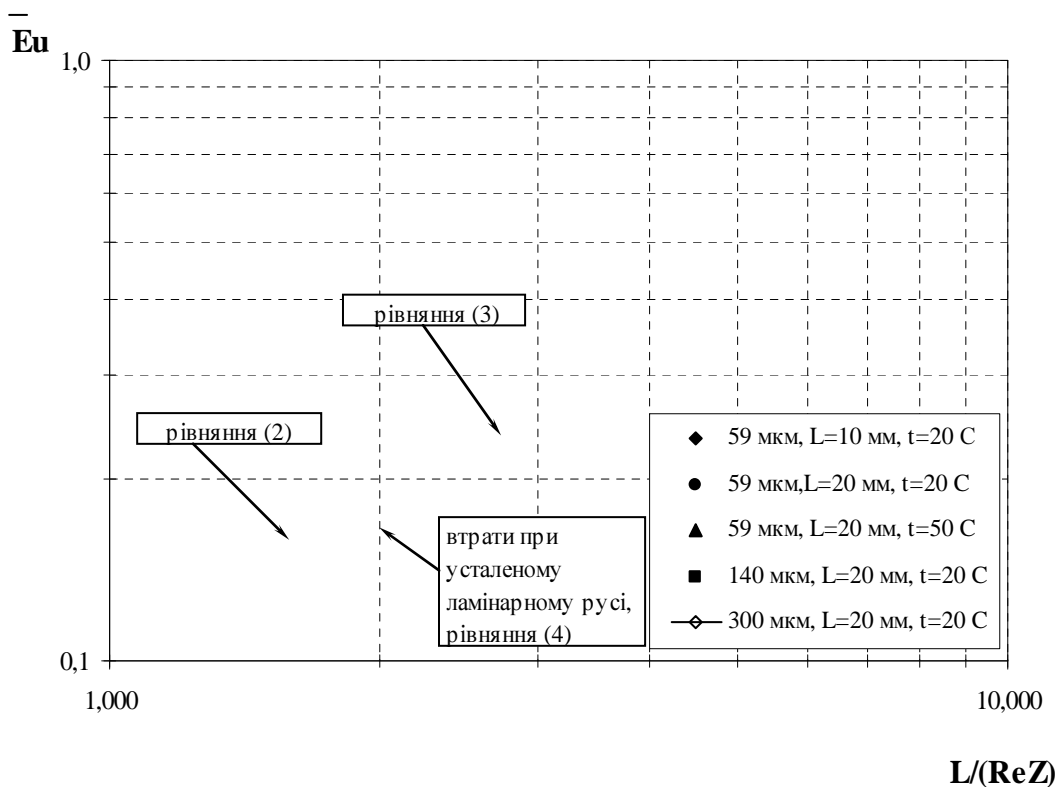 Eu
1,0
рівняння (3)
рівняння (2)
59 мкм, L=10 мм, t=20 С
59 мкм,L=20 мм, t=20 С
59 мкм, L=20 мм, t=50 С
140 мкм, L=20 мм, t=20 С
300 мкм, L=20 мм, t=20 С
втрати при
усталеному
ламінарному русі,
рівняння (4)
0,1
1,000
10,000
L/(ReZ)